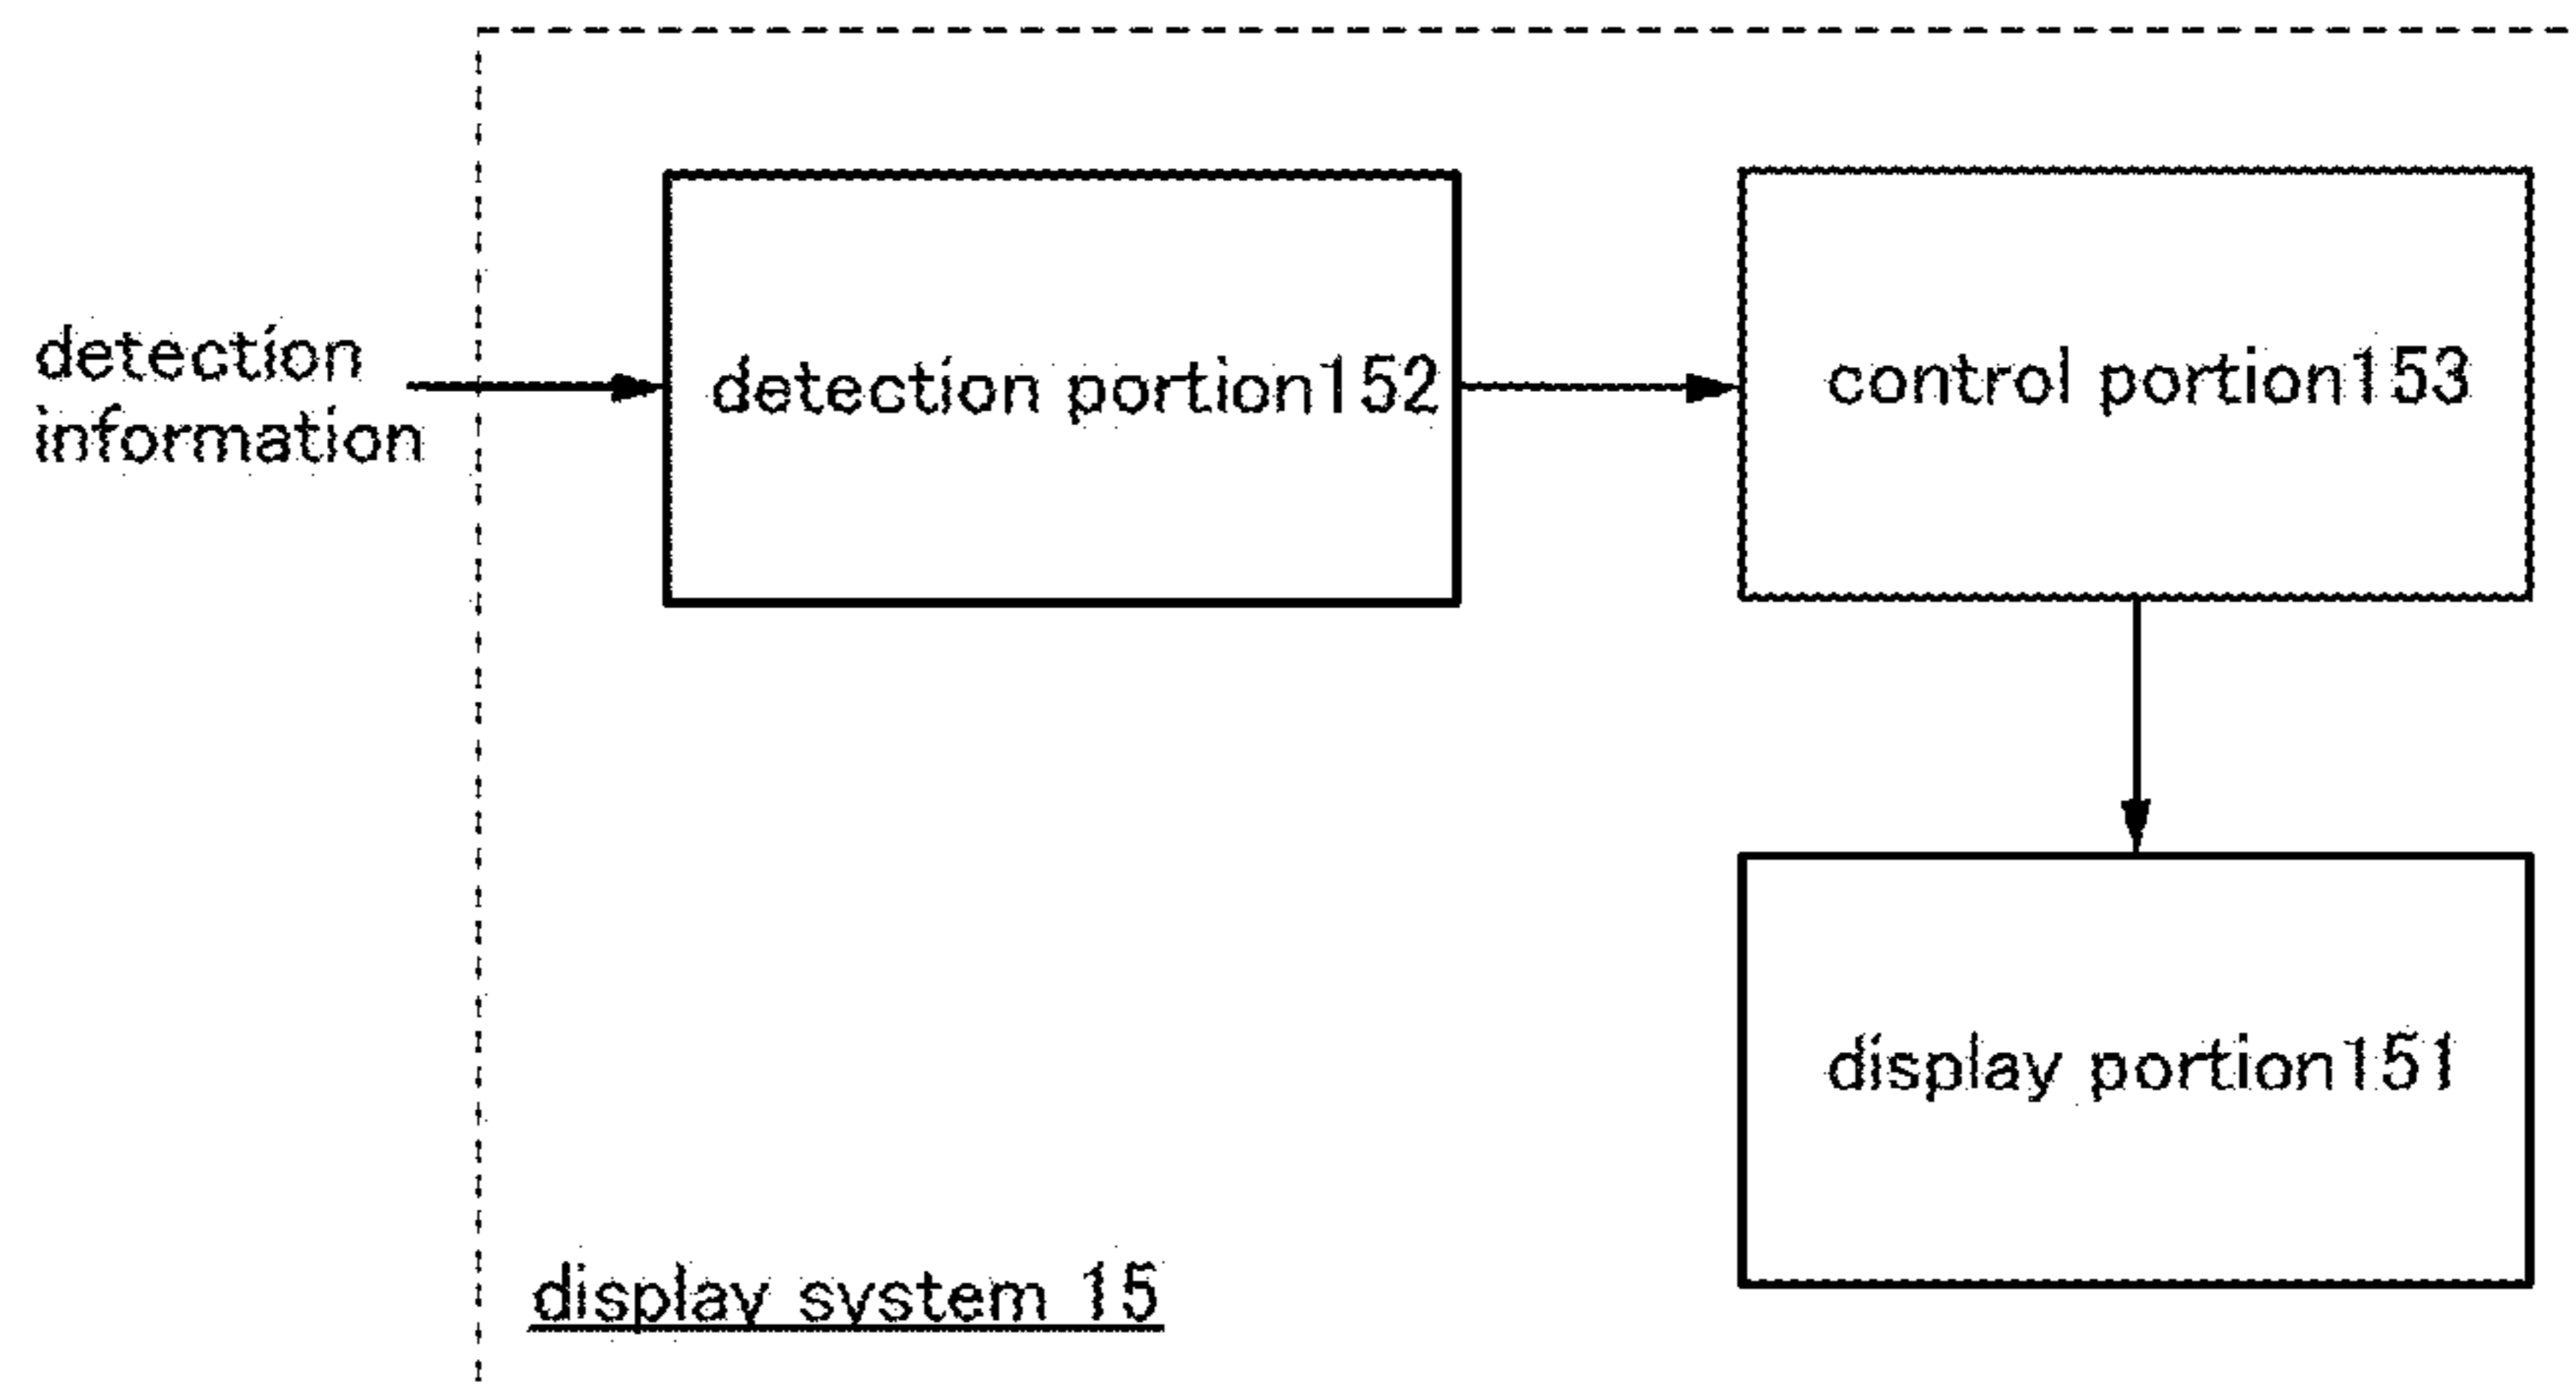 detection
information
detection portion152
control portion153
display portion151
display system 15